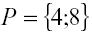 P = {4;8}